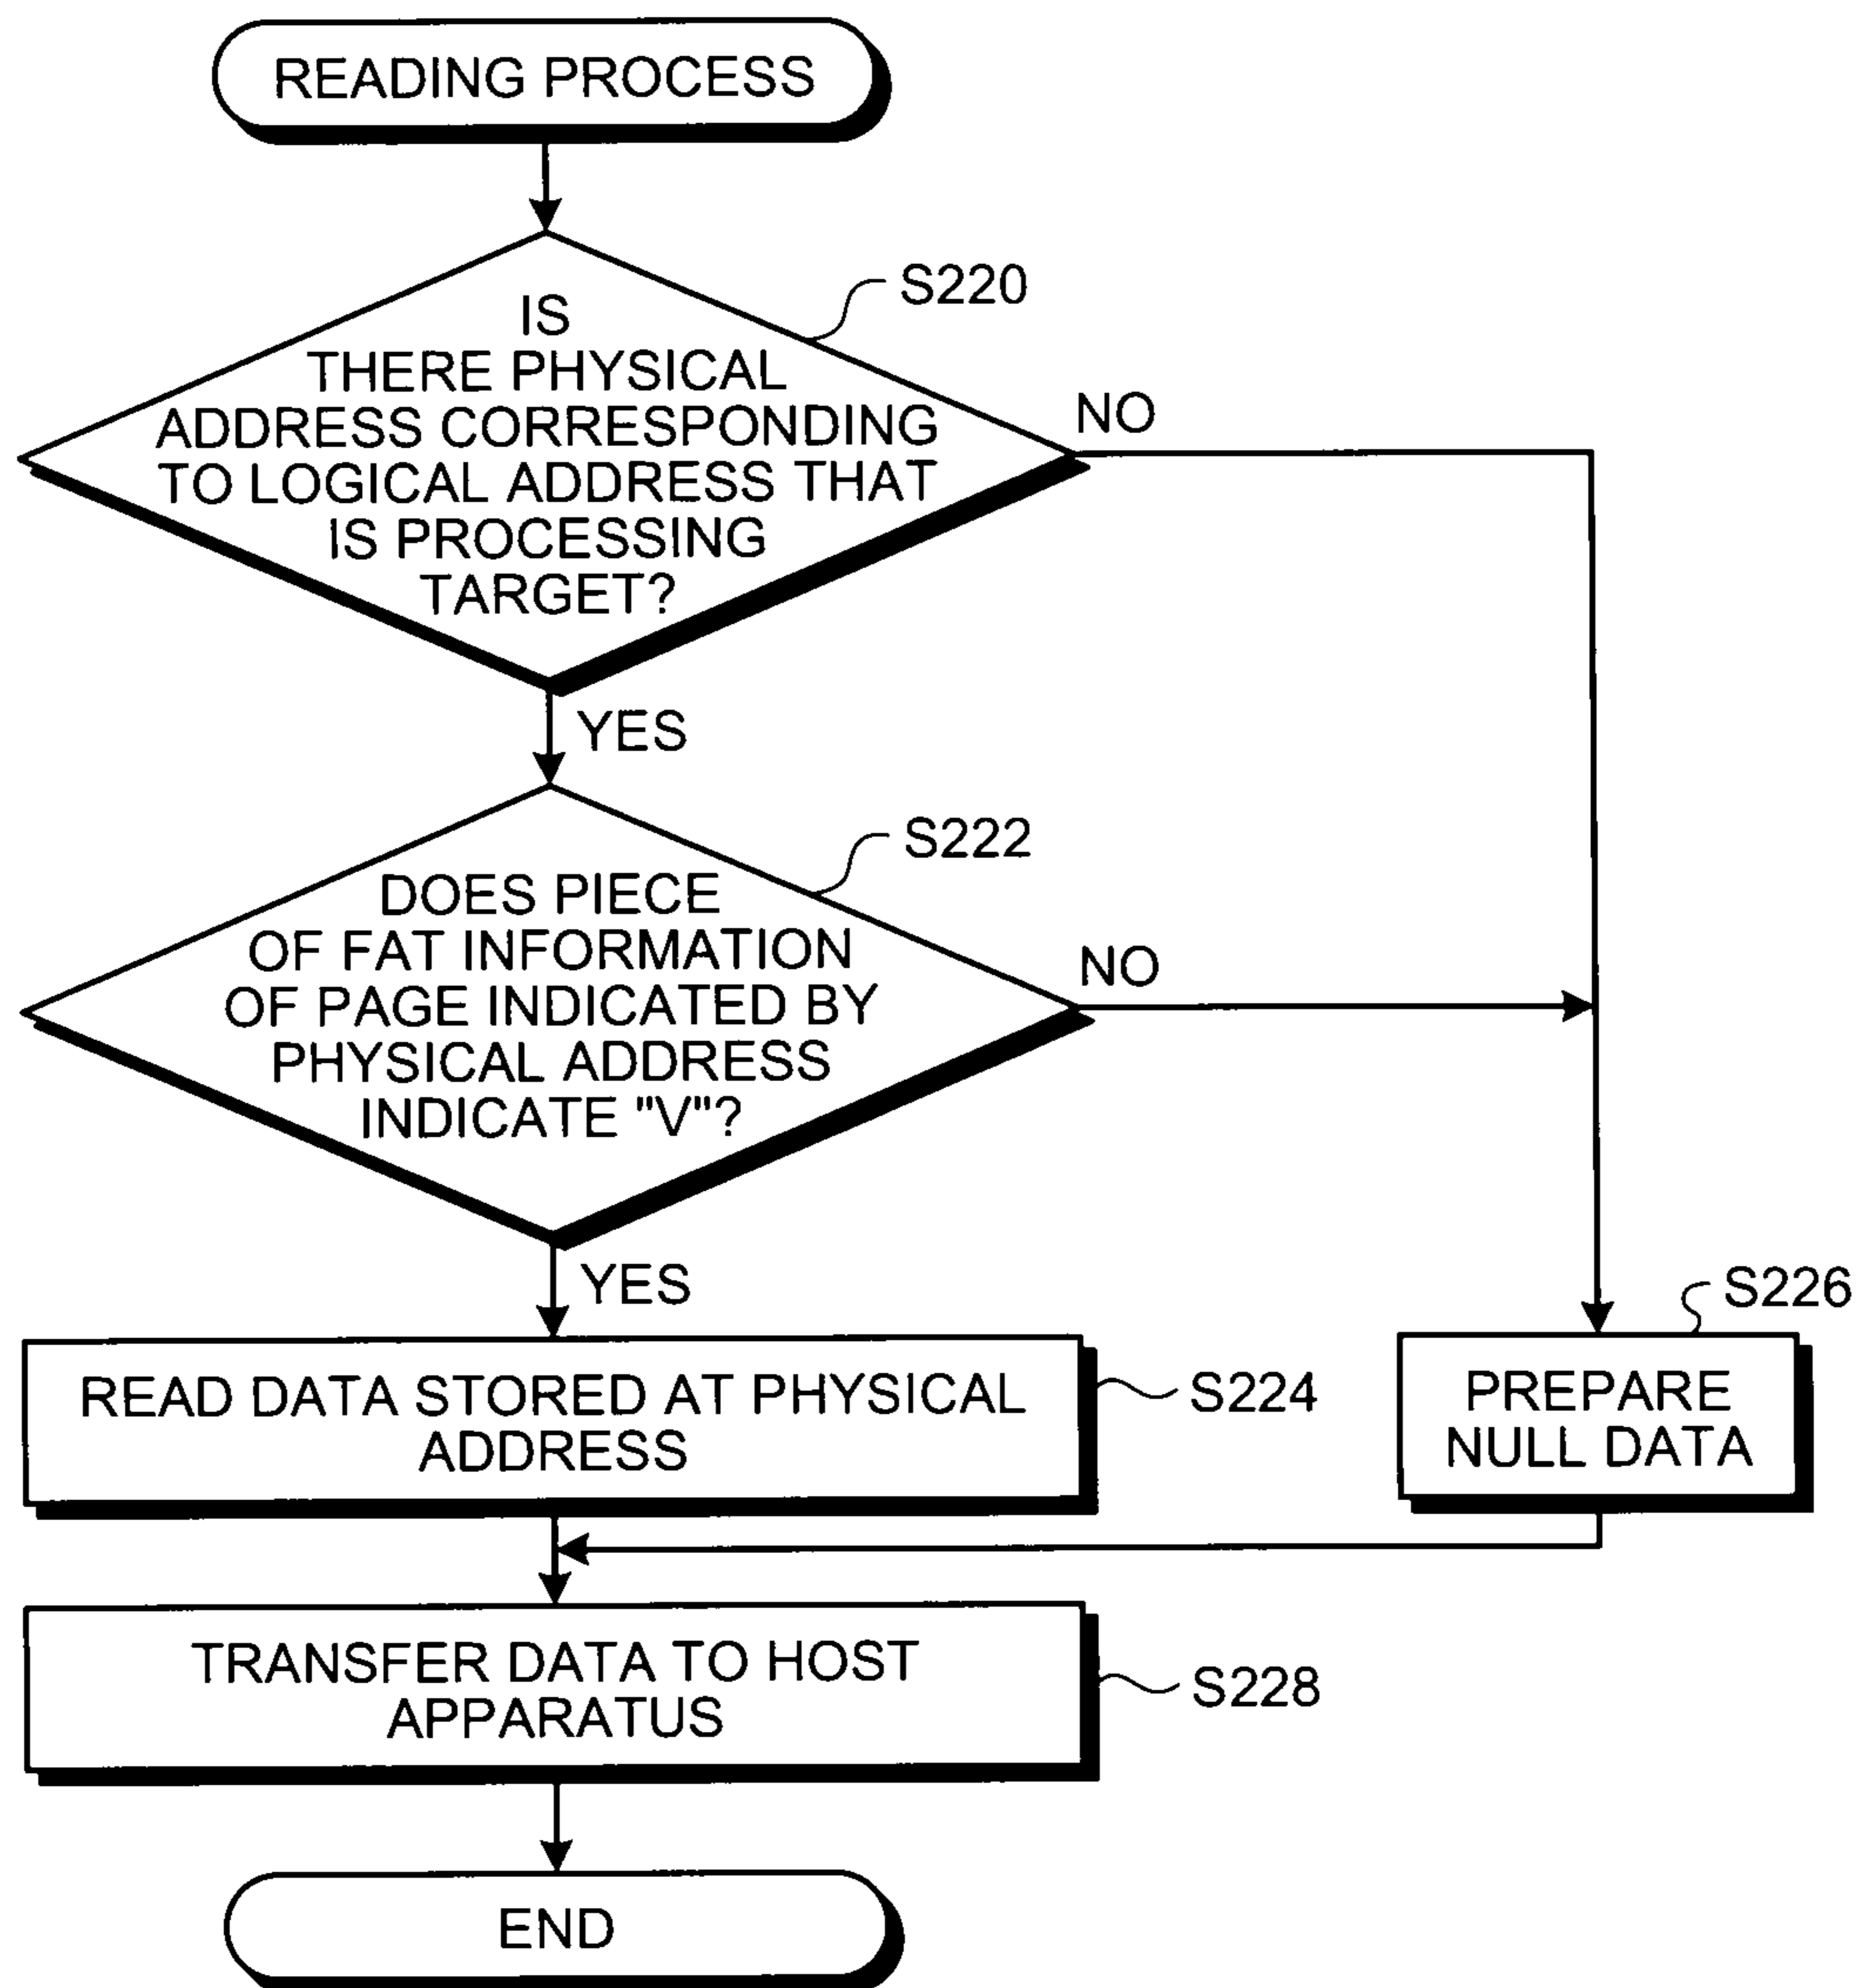 READING PROCESS
S220
IS
THERE PHYSICAL
ADDRESS CORRESPONDING
TO LOGICAL ADDRESS THAT
IS PROCESSING
TARGET?
NO
YES
S222
DOES PIECE
OF FAT INFORMATION
OF PAGE INDICATED BY
PHYSICAL ADDRESS
INDICATE "V"?
NO
YES
S224
READ DATA STORED AT PHYSICAL
ADDRESS
S226
PREPARE
NULL DATA
TRANSFER DATA TO HOST
APPARATUS
S228
END